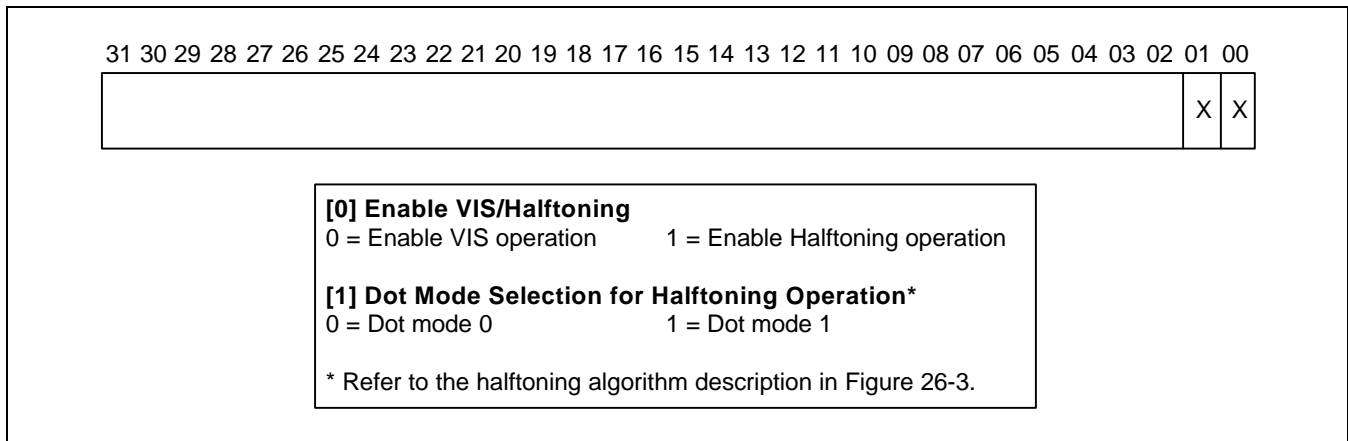 31 30 29 28 27 26 25 24 23 22 21 20 19 18 17 16 15 14 13 12 11 10 09 08 07 06 05 04 03 02 01 00
X X
[0] Enable VIS/Halftoning
0 = Enable VIS operation 1 = Enable Halftoning operation
[1] Dot Mode Selection for Halftoning Operation*
0 = Dot mode 0 1 = Dot mode 1
* Refer to the halftoning algorithm description in Figure 26-3.